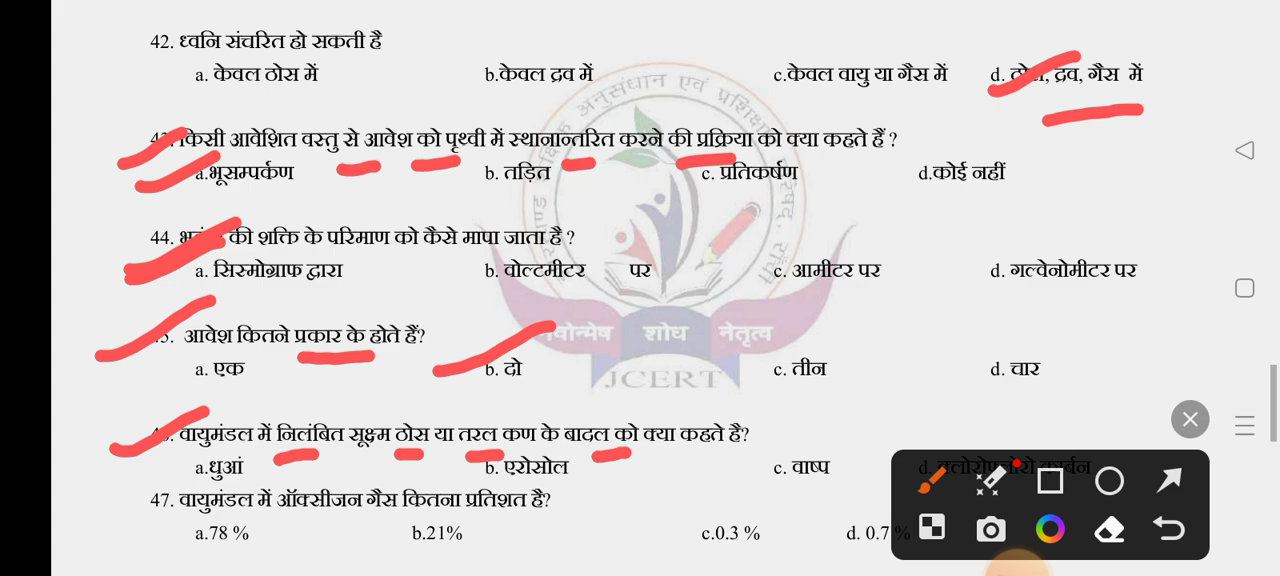 42. ध्वनि संचरित हो सकती है
a. केवल ठोस में b.केवल द्रव में c.केवल वायु या गैस में d. ठोस, द्रव, गैस में
किसी आवेशित वस्तु से आवेश को पृथ्वी में स्थानान्तरित करने की प्रक्रिया को क्या कहते हैं ?
a.भूसम्पर्कण b. तड़ित c. प्रतिकर्षण d.कोई नहीं
44. की शक्ति के परिमाण को कैसे मापा जाता है ?
a. सिस्मोग्राफ द्वारा b. वोल्टमीटर पर c. आमीटर पर d. गल्वेनोमीटर पर
आवेश कितने प्रकार के होते हैं?
a. एक b. दो c. तीन d. चार
वायुमंडल में निलंबित सूक्ष्म ठोस या तरल कण के बादल को क्या कहते है?
a.धुआं b. एरोसोल c. वाष्प d. क्लोरोफ्लोरो कार्बन
47. वायुमंडल में ऑक्सीजन गैस कितना प्रतिशत है?
a.78 % b.21% c.0.3 % d. 0.7 %
शोध नेतृत्व
JCERT